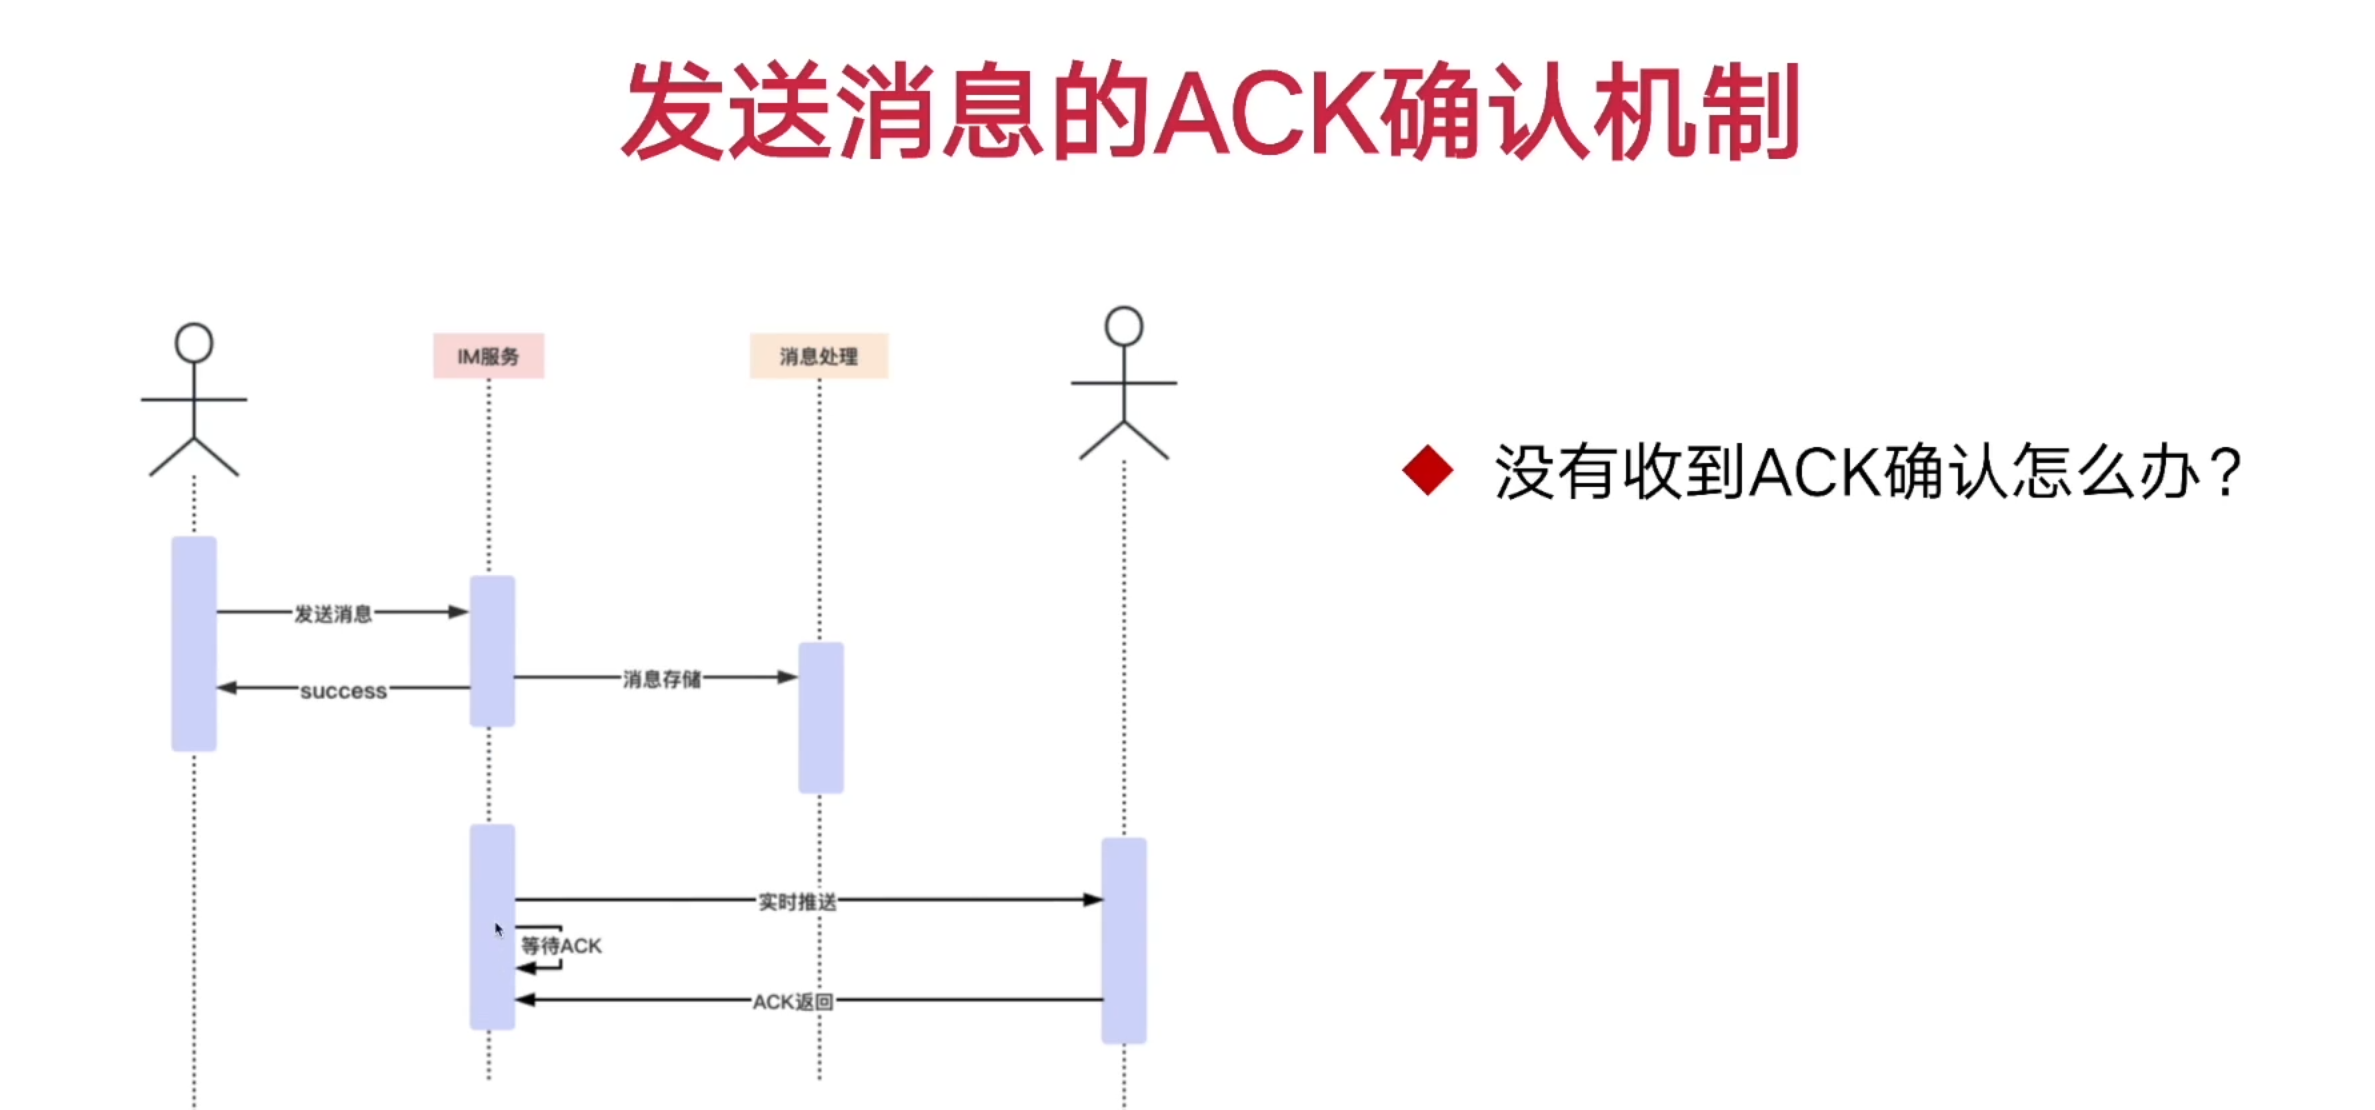 发送消息的ACK确认机制
IM服务
消息处理
没有收到ACK确认怎么办？
发送消息
消息存储
success
实时推送
等待ACK
ACK返回